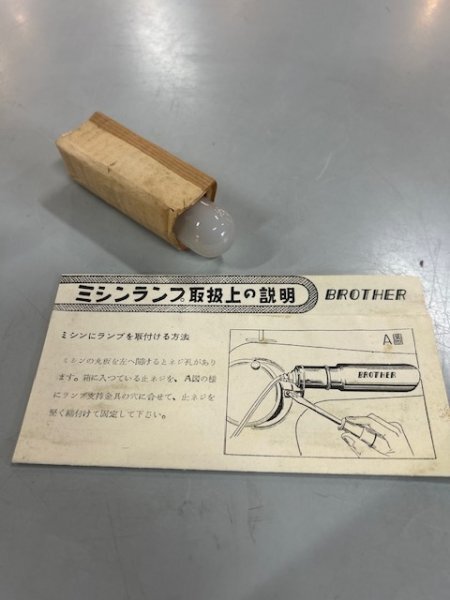 ミシンランプ取扱上の説明
BROTHER
ミシンにランプを取付ける方法
ミシンの丸板を左へ開けるとネジ孔があり
ます。箱に入つている止ネジを、A図の様
にランプ支持金具の穴に合せて、止ネジを
堅く締付けて固定して下さい。
A圖
BROTHER